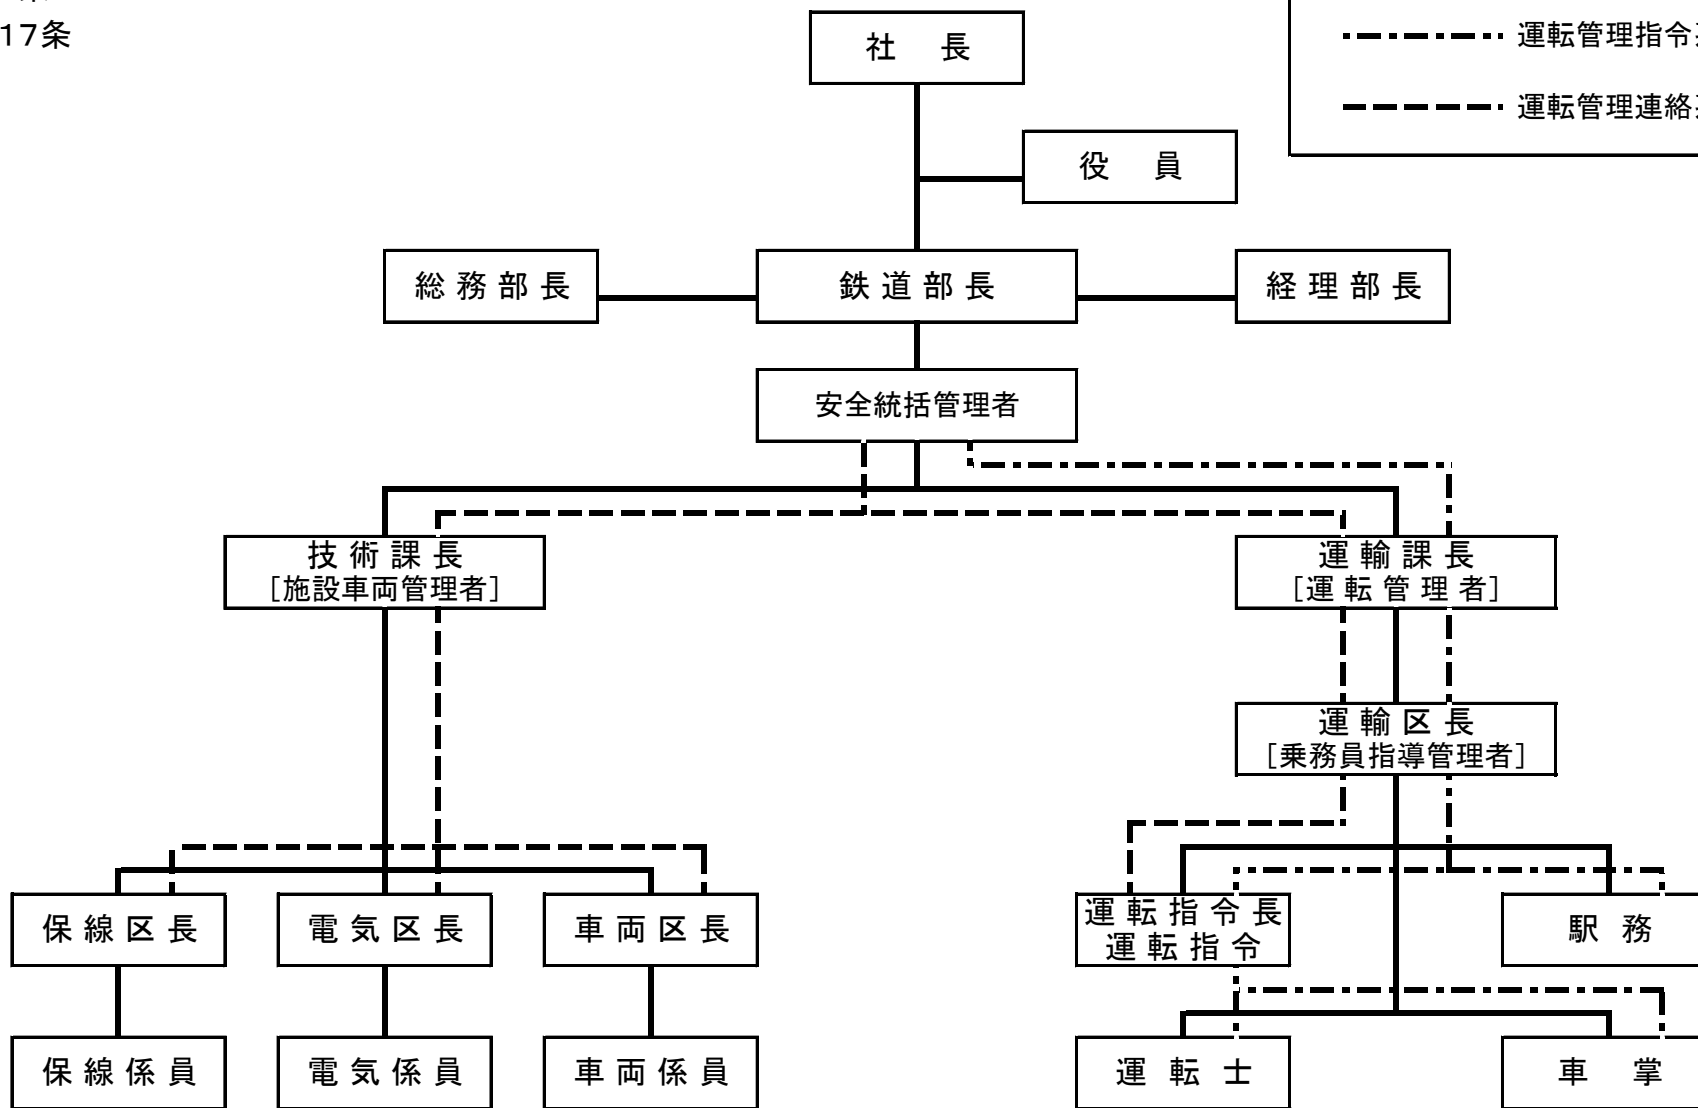 17条
社 長
運転管理指令
運転管理連絡
役 員
総務部長
鉄道部長
経理部長
安全統括管理者
技術課長
[施設車両管理者]
運輸課長
[運転管理者]
運輸区長
[乗務員指導管理者]
保線区長
電気区長
車両区長
運転指令長
運転指令
駅務
保線係員
電気係員
車両係員
運転士
車掌